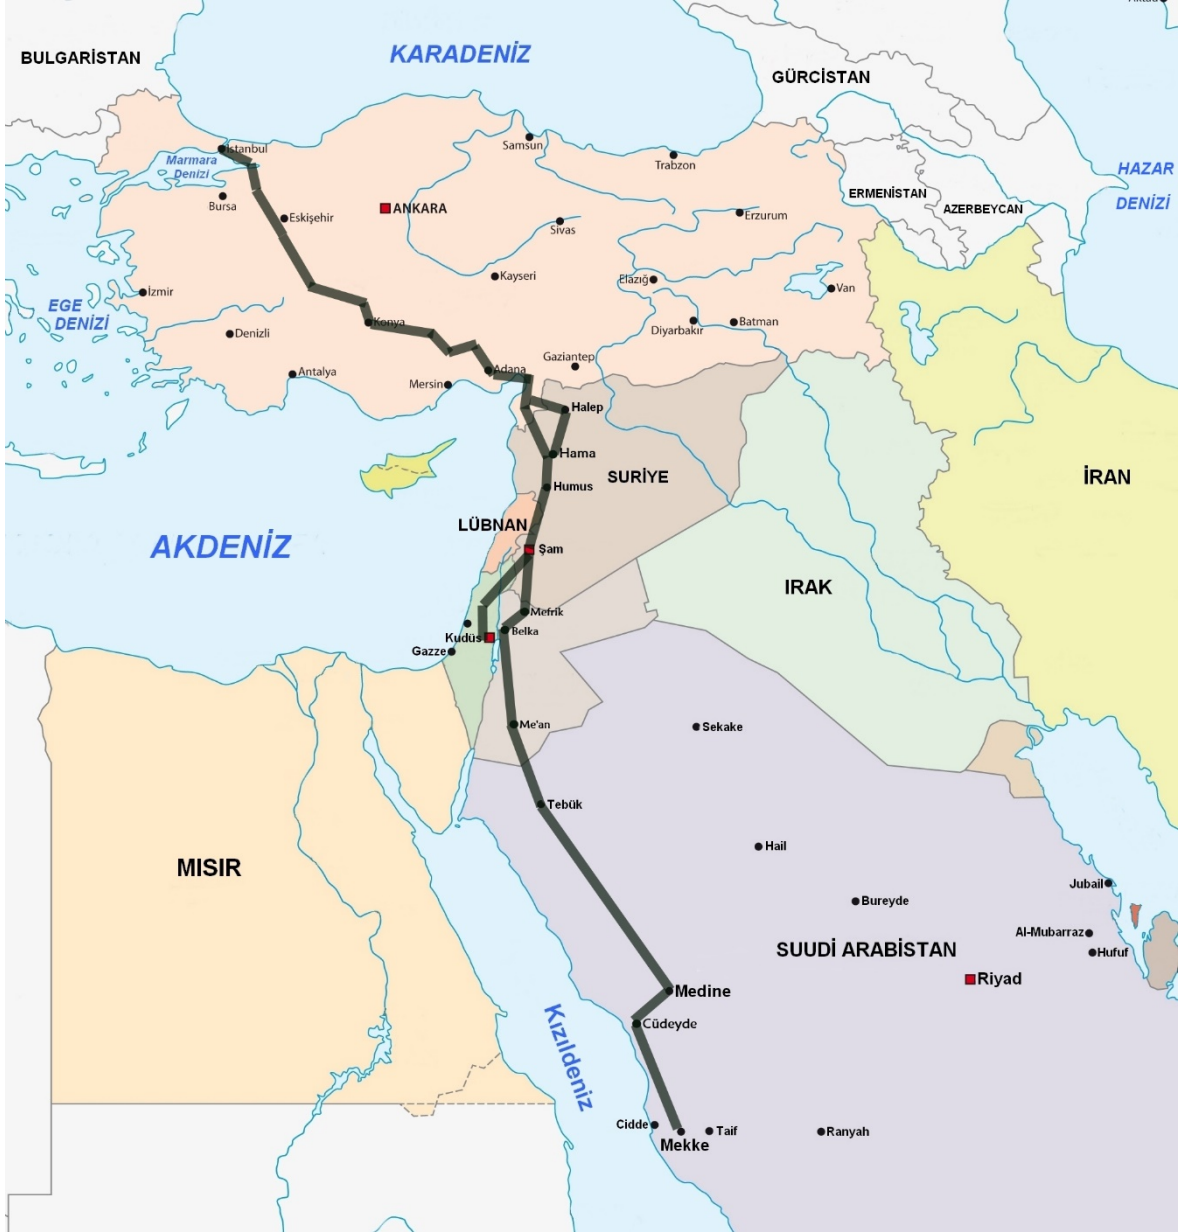 BULGARİSTAN
KARADENİZ
GÜRCİSTAN
İstanbul
Marmara
Denizi
Samsun
Trabzon
HAZAR
DENİZİ
ERMENİSTAN
AZERBEYCAN
Bursa
Eskişehir
ANKARA
Sivas
Erzurum
Kayseri
Elazığ
Van
İzmir
EGE
DENİZİ
Denizli
Konya
Diyarbakır
Batman
Antalya
Mersin
Adana
Gaziantep
Halep
Hama
SURİYE
İRAN
Humus
LÜBNAN
AKDENİZ
Şam
IRAK
Mefrik
Belka
Kudüs
Gazze
Me'an
Sekake
Tebük
MISIR
Hail
Jubail
Bureyde
Al-Mubarraz
Hufuf
SUUDİ ARABİSTAN
Riyad
Medine
Cüdeyde
Kızıldeniz
Cidde
Mekke
Taif
Ranyah